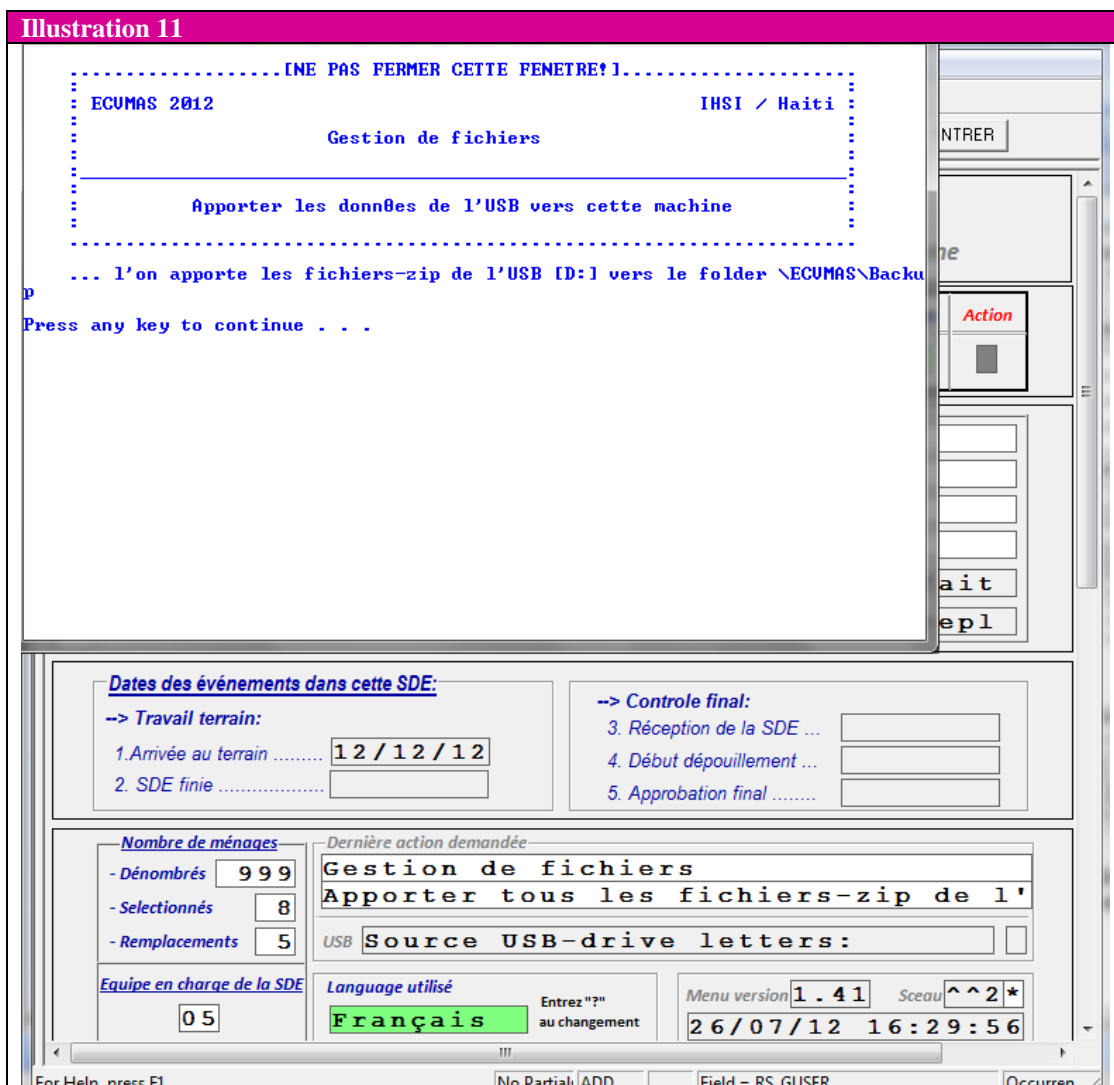 Illustration 11
[NE PAS FERMER CETTE FENETRE!]
ECVMAS 2012 IHSI / Haiti
Gestion de fichiers
Apporter les donnθes de l'USB vers cette machine
... l'on apporte les fichiers-zip de l'USB [D:] vers le folder \ECVMAS\Backu
p
Press any key to continue . . .
NTRER
ne
Action
ait
epl
Dates des événements dans cette SDE:
--> Travail terrain:
1.Arrivée au terrain ......... 12/12/12
2. SDE finie ...................
--> Controle final:
3. Réception de la SDE ...
4. Début dépouillement ...
5. Approbation final ........
Nombre de ménages
- Dénombrés 999
- Selectionnés 8
- Remplacements 5
Dernière action demandée
Gestion de fichiers
Apporter tous les fichiers-zip de l'
USB Source USB-drive letters:
Equipe en charge de la SDE
05
Language utilisé
Français
Entrez "?"
au changement
Menu version 1.41 Sceau ^^2 *
26/07/12 16:29:56
For Help, press F1 No Partials ADD Field = RS_GUSER Occurren